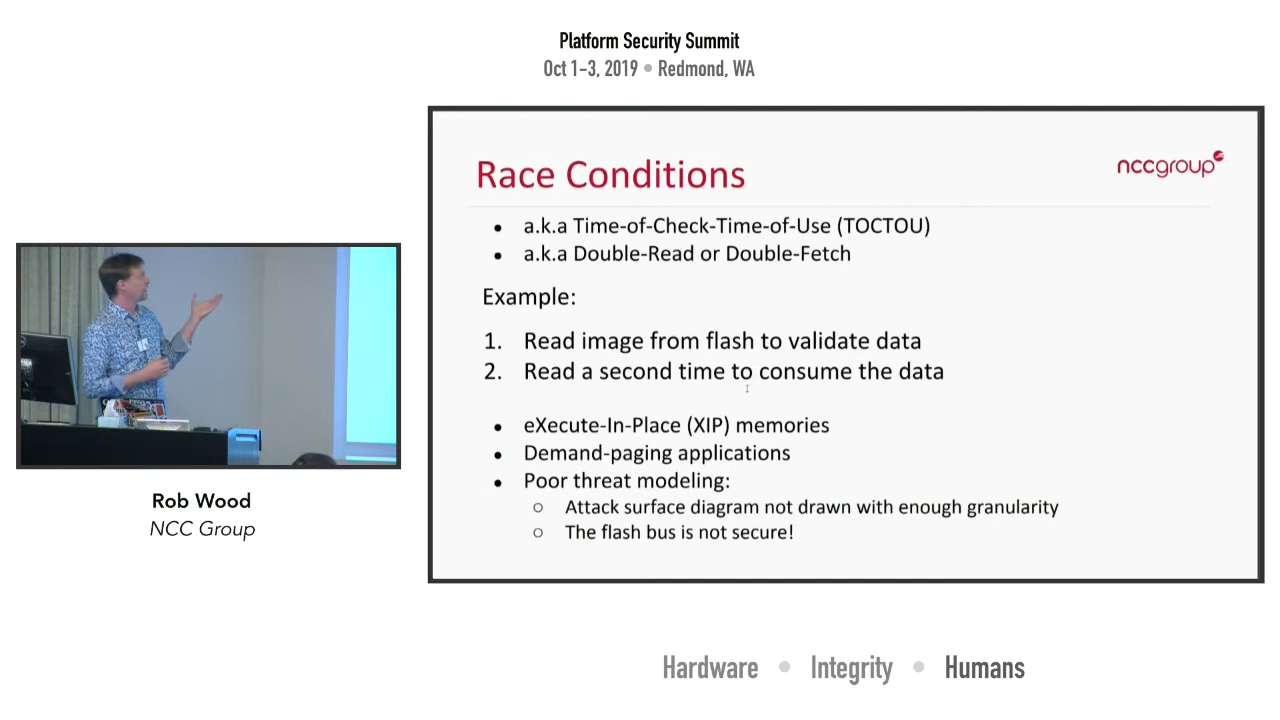 Platform Security Summit
Oct 1-3, 2019 • Redmond, WA
Race Conditions
nccgroup
• a.k.a Time-of-Check-Time-of-Use (TOCTOU)
• a.k.a Double-Read or Double-Fetch
Example:
1. Read image from flash to validate data
2. Read a second time to consume the data
• eXecute-In-Place (XIP) memories
• Demand-paging applications
• Poor threat modeling:
○ Attack surface diagram not drawn with enough granularity
○ The flash bus is not secure!
Rob Wood
NCC Group
Hardware • Integrity • Humans